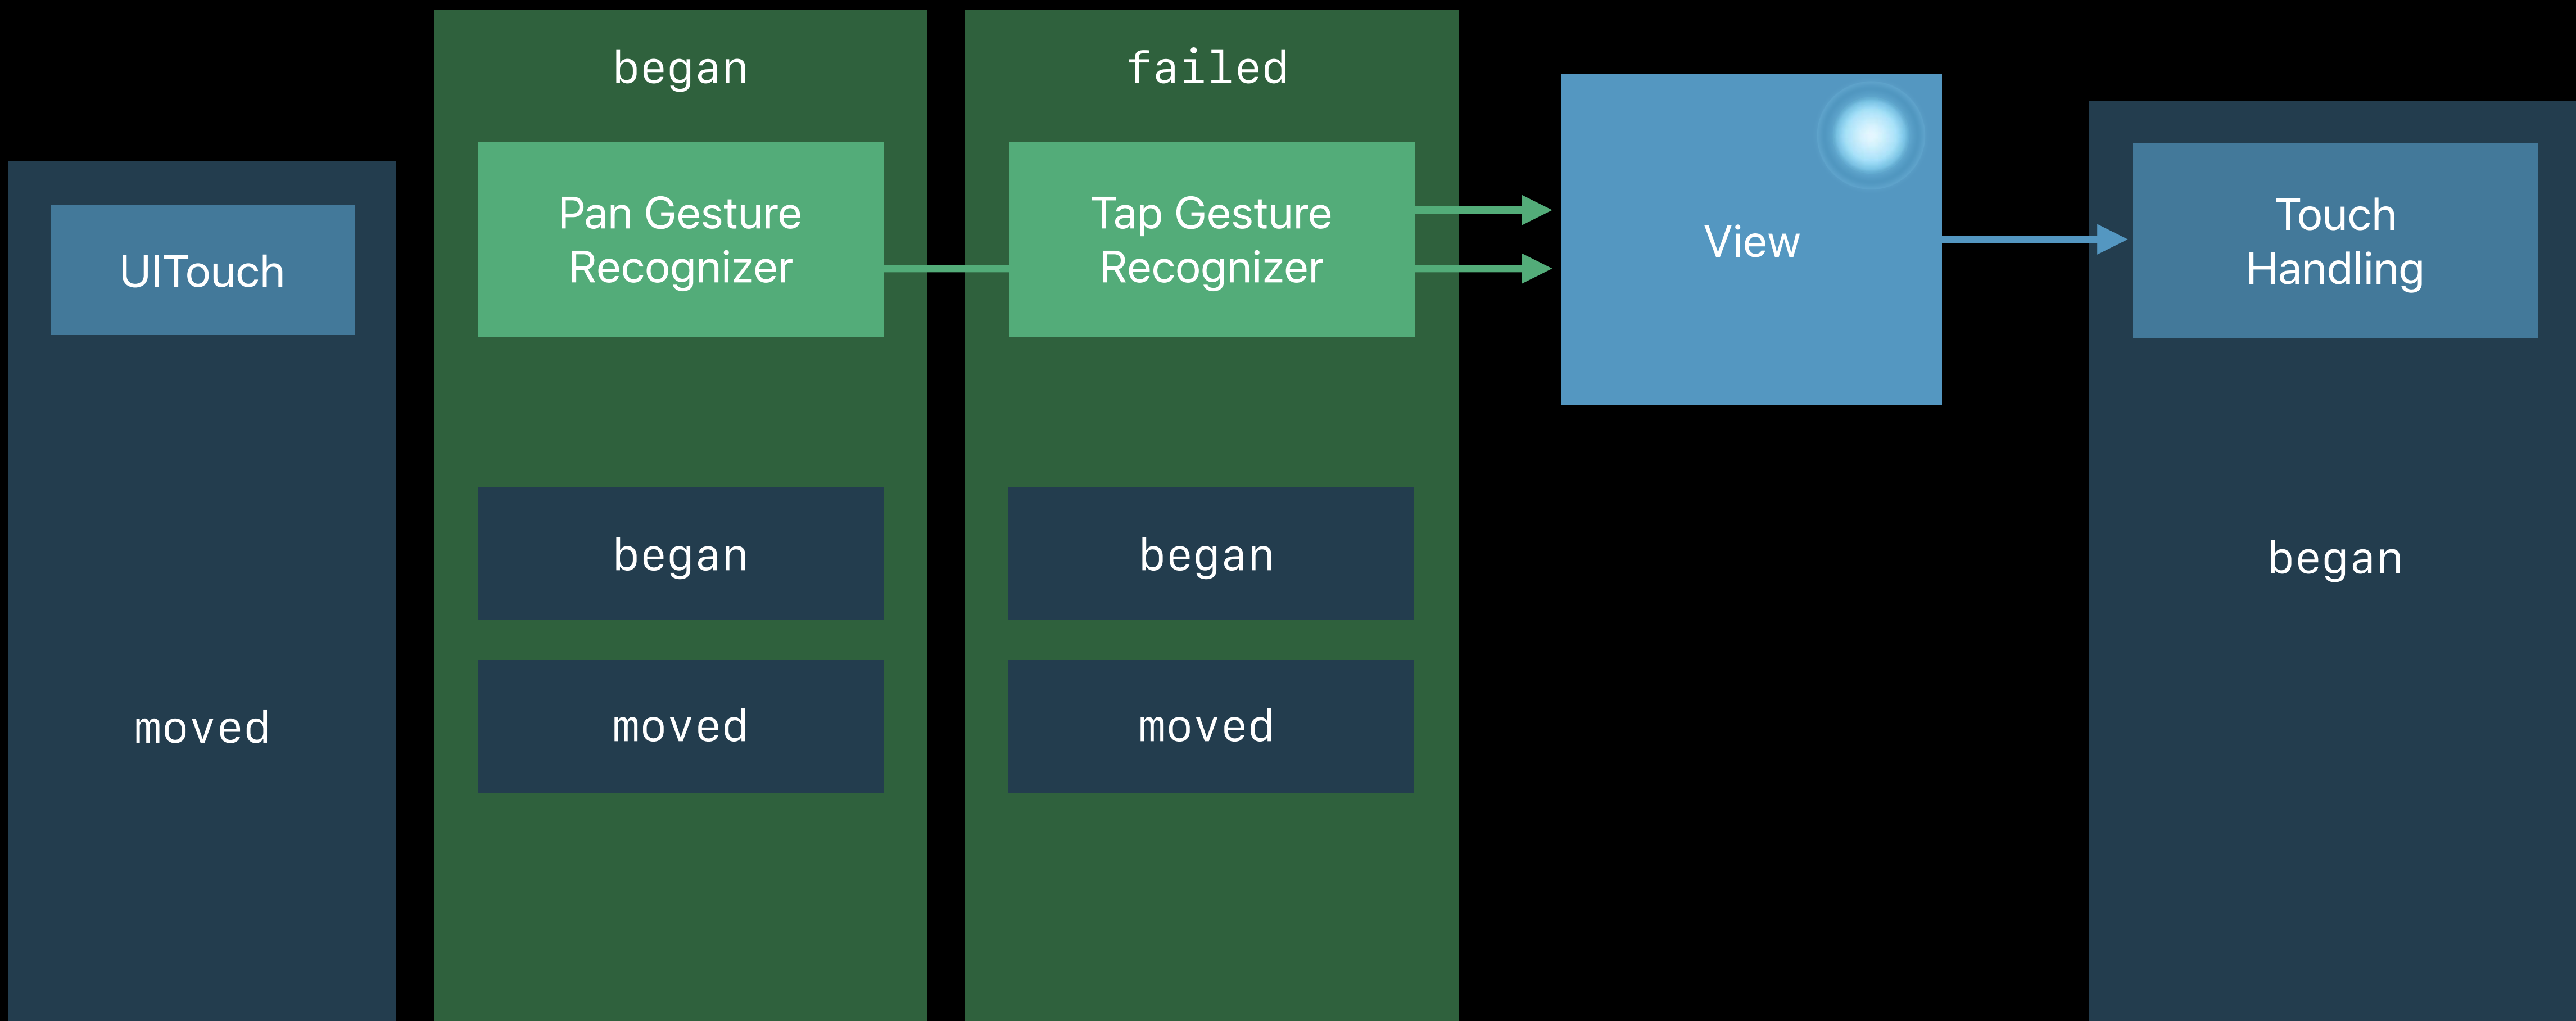 began
failed
UITouch
Pan Gesture
Recognizer
Tap Gesture
Recognizer
View
Touch
Handling
began
began
began
moved
moved
moved